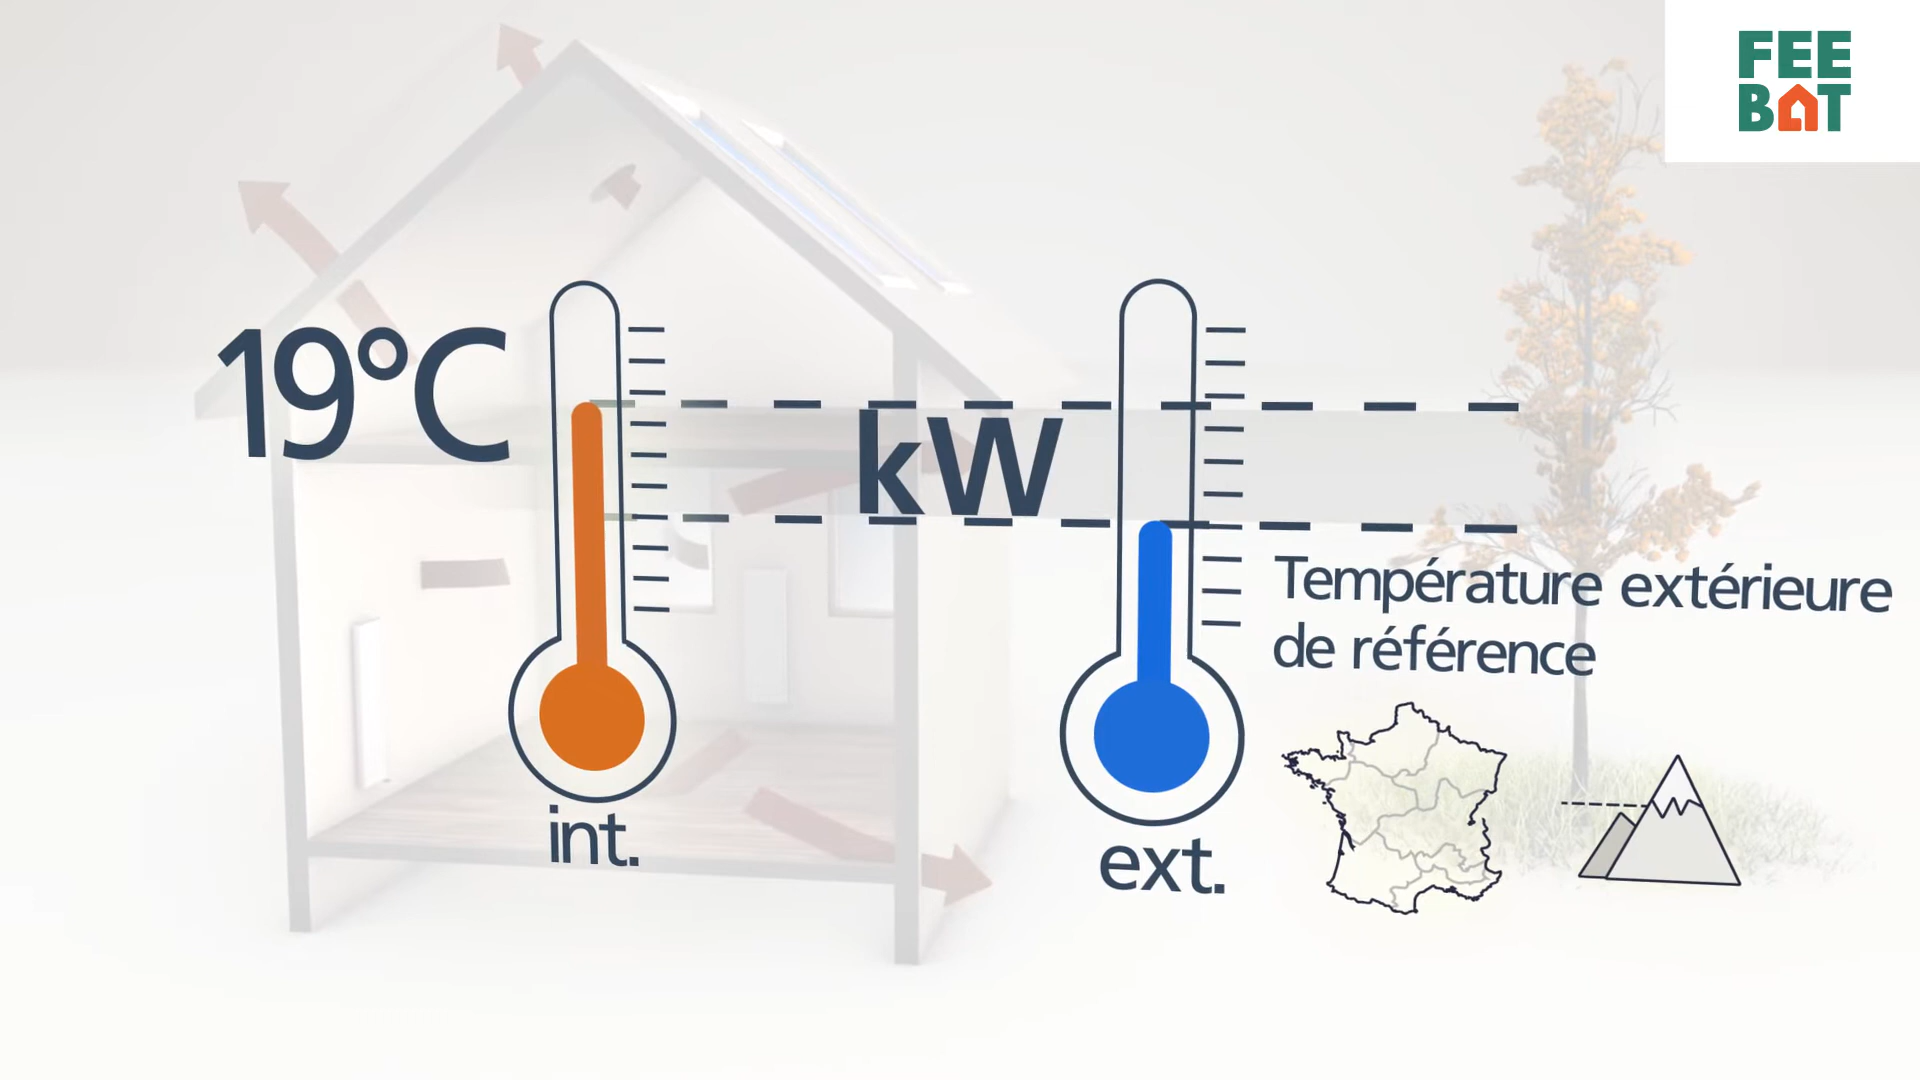 FEE
BAT
19°C
kW
Température extérieure
de référence
int.
ext.